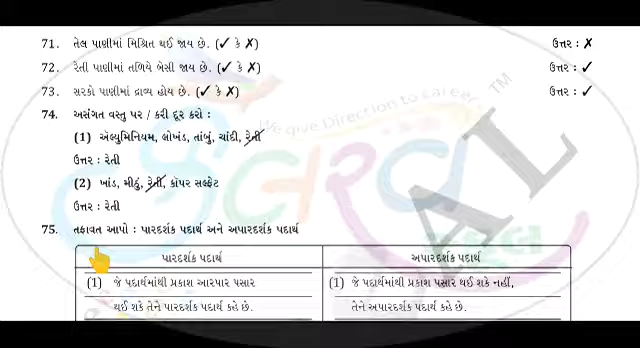 71. તેલ પાણીમાં મિશ્રિત થઈ જાય છે. (✓ કે ✗) ઉત્તર : ✗
72. રેતી પાણીમાં તળિયે બેસી જાય છે. (✓ કે ✗) ઉત્તર : ✓
73. સરકો પાણીમાં દ્રાવ્ય હોય છે. (✓ કે ✗) ઉત્તર : ✓
74. અસંગત વસ્તુ પર / કરી દૂર કરો :
(1) ઍલ્યુમિનિયમ, લોખંડ, તાંબું, ચાંદી, રેતી
ઉત્તર : રેતી
(2) ખાંડ, મીઠું, રેતી, કૉપર સલ્ફેટ
ઉત્તર : રેતી
75. તફાવત આપો : પારદર્શક પદાર્થ અને અપારદર્શક પદાર્થ
પારદર્શક પદાર્થ અપારદર્શક પદાર્થ
(1) જે પદાર્થમાંથી પ્રકાશ આરપાર પસાર (1) જે પદાર્થમાંથી પ્રકાશ પસાર થઈ શકે નહીં,
થઈ શકે તેને પારદર્શક પદાર્થ કહે છે. તેને અપારદર્શક પદાર્થ કહે છે.
We give Direction to career...
TM
AL